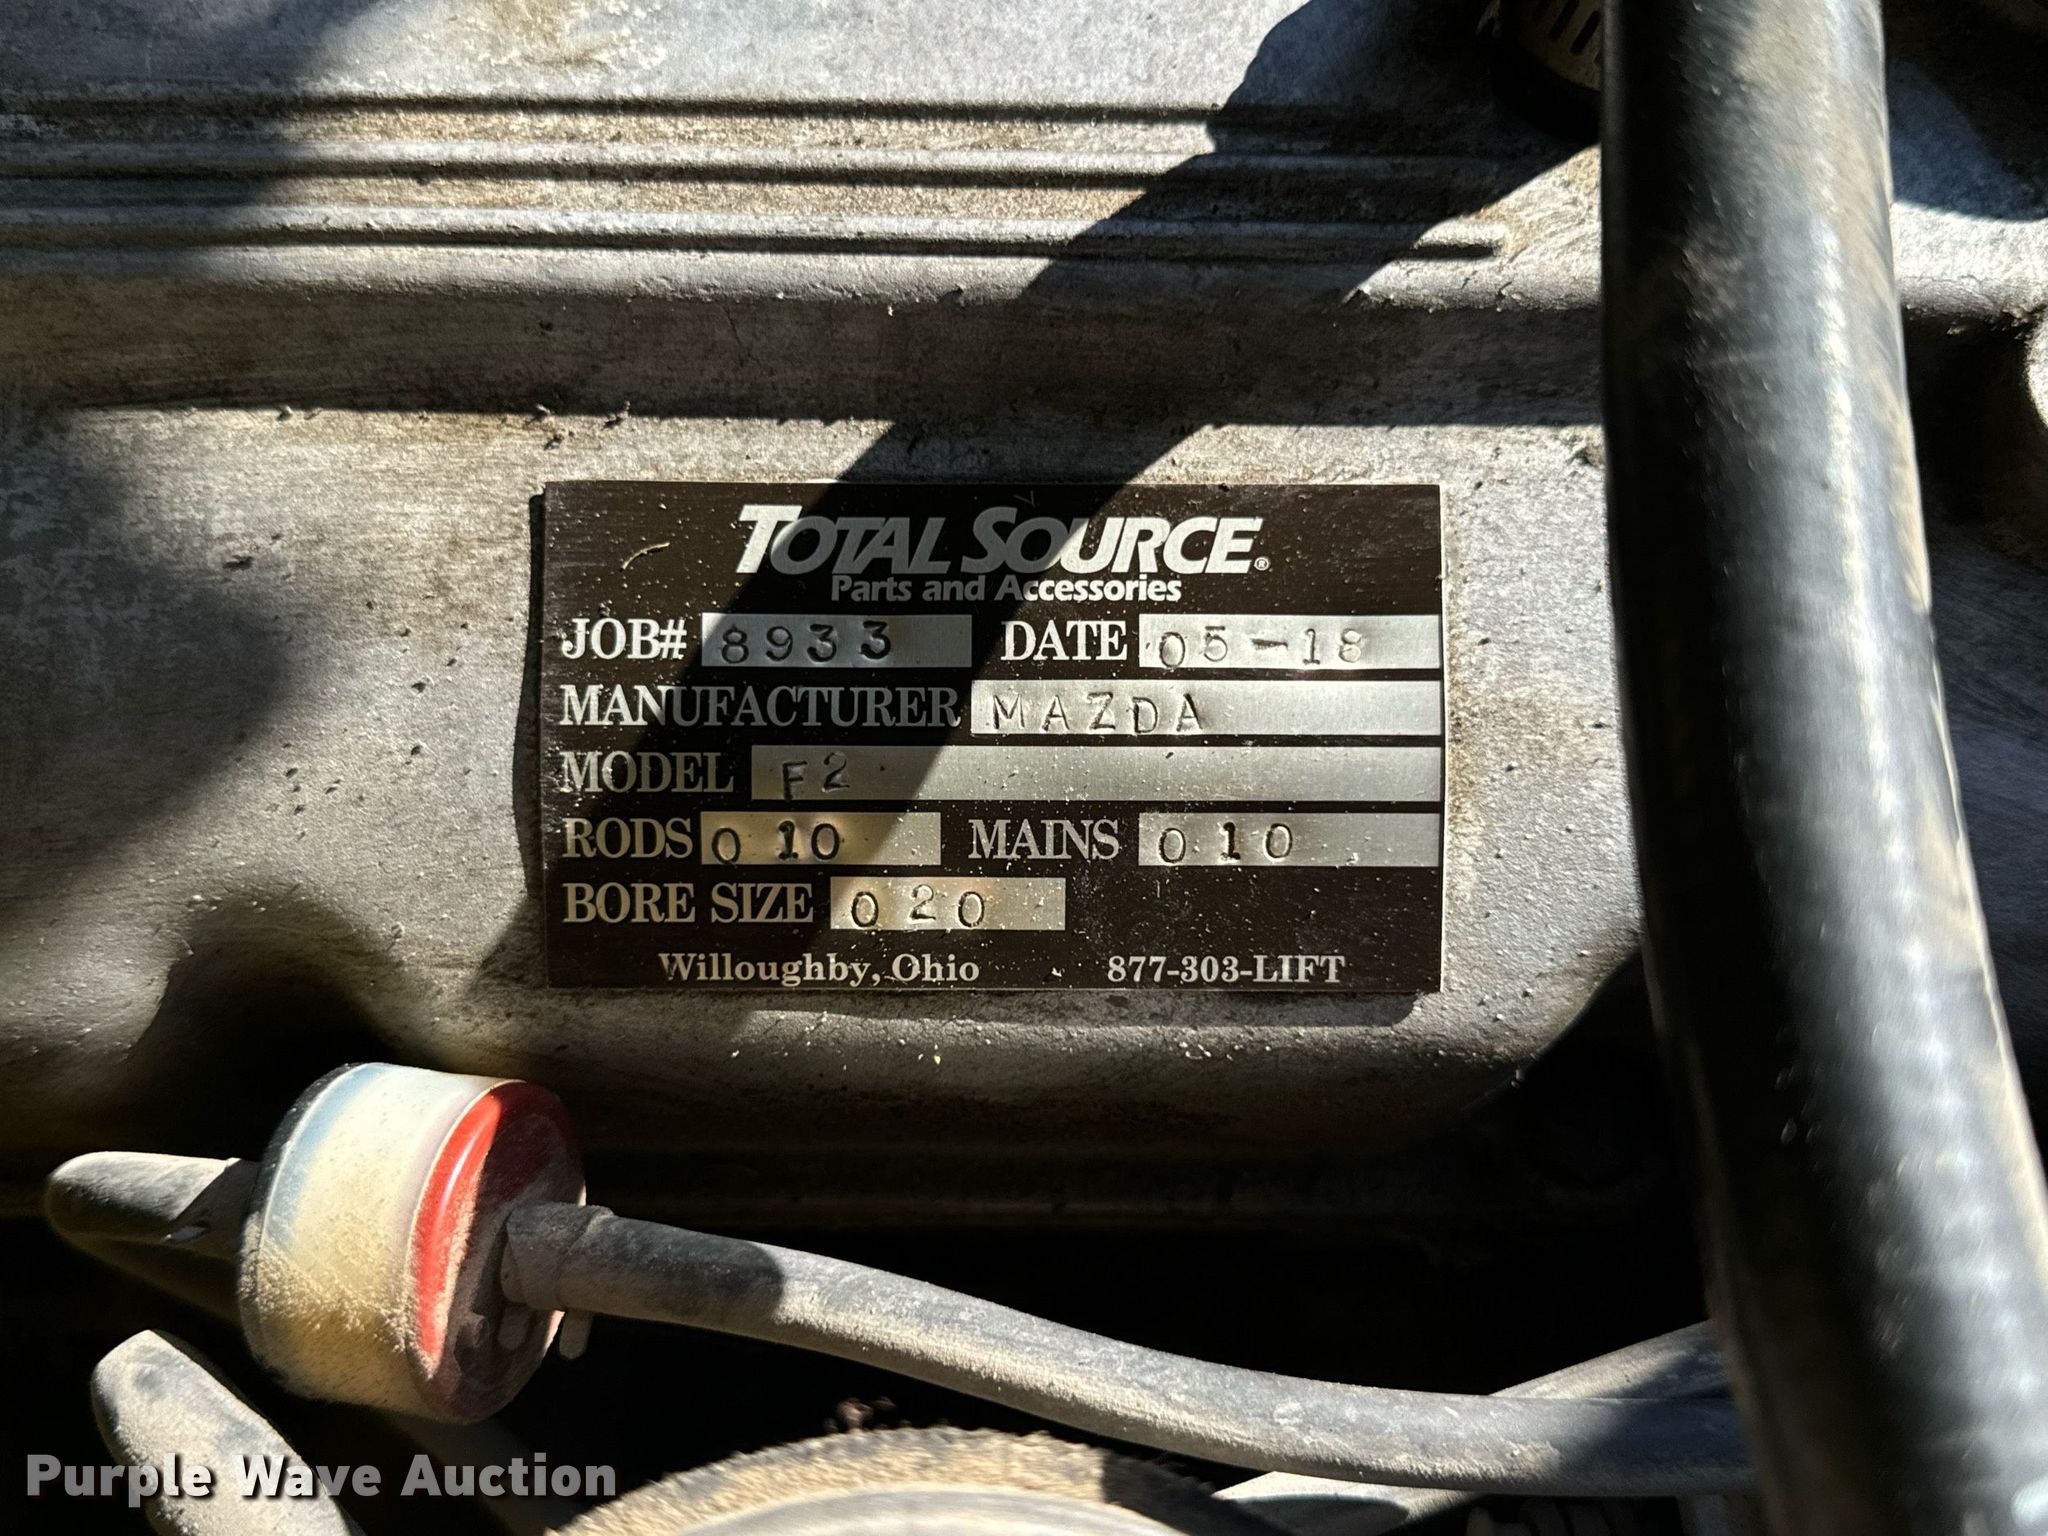 TOTAL SOURCE®
Parts and Accessories
JOB# 8933 DATE 05-18
MANUFACTURER MAZDA
MODEL F2
RODS 010 MAINS 010
BORE SIZE 020
Willoughby, Ohio 877-303-LIFT
Purple Wave Auction